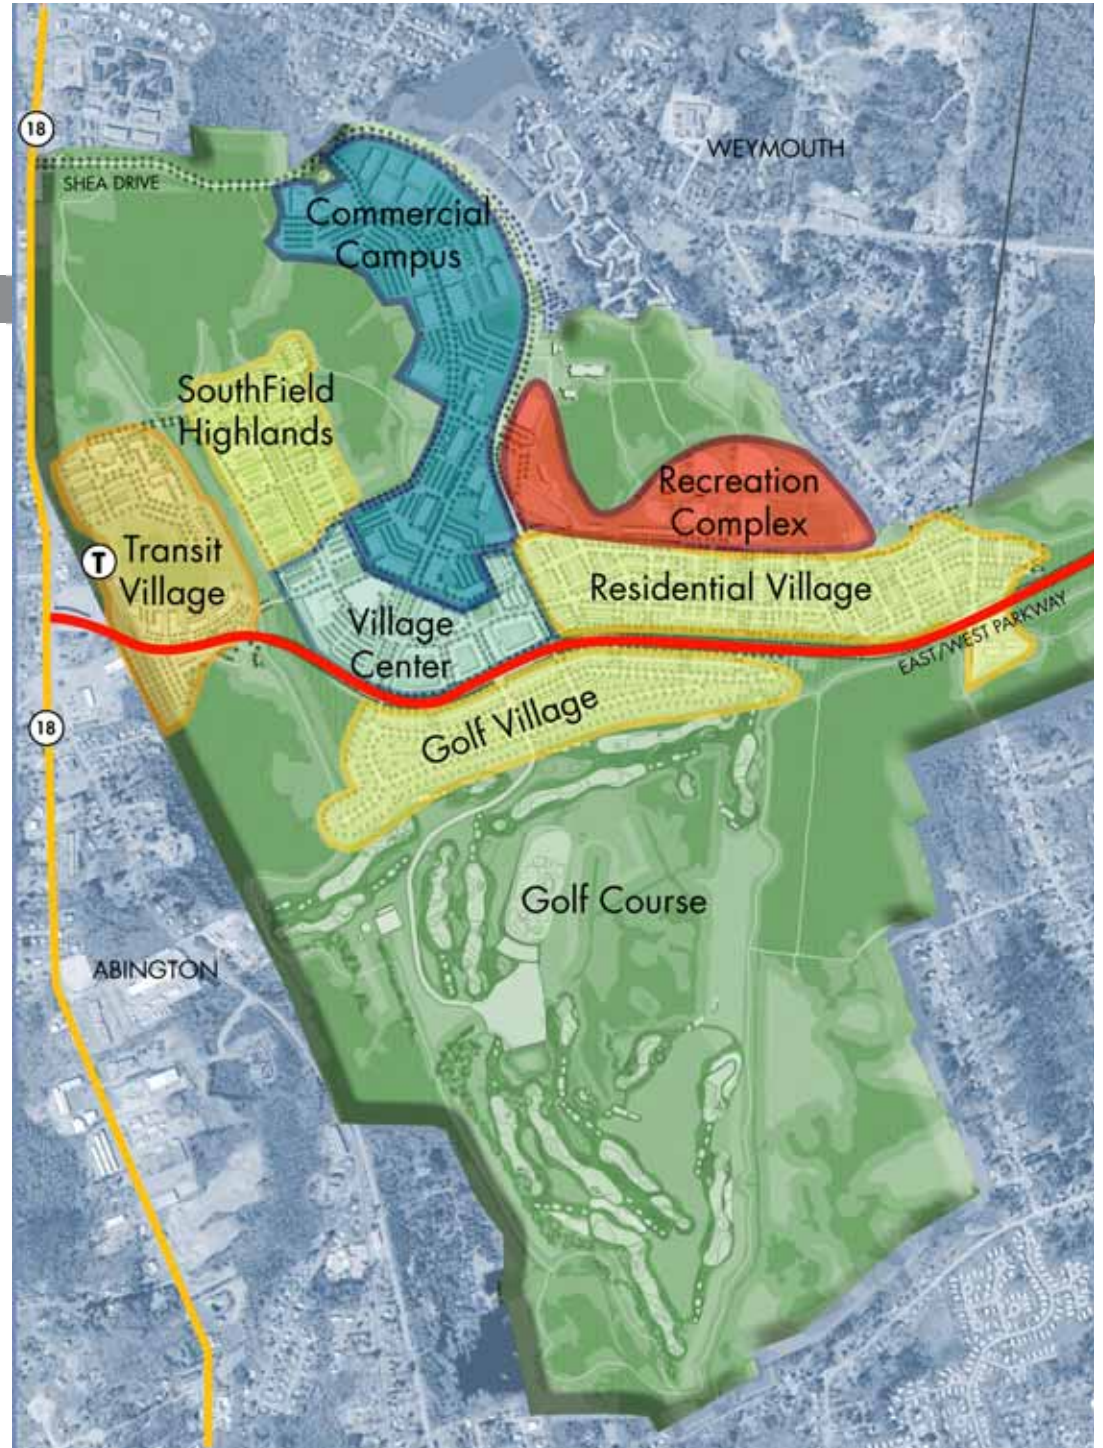 18
WEYMOUTH
SHEA DRIVE
Commercial
Campus
SouthField
Highlands
Recreation
Complex
T
Transit
Village
Residential Village
Village
Center
EAST/WEST PARKWAY
18
Golf Village
Golf Course
ABINGTON